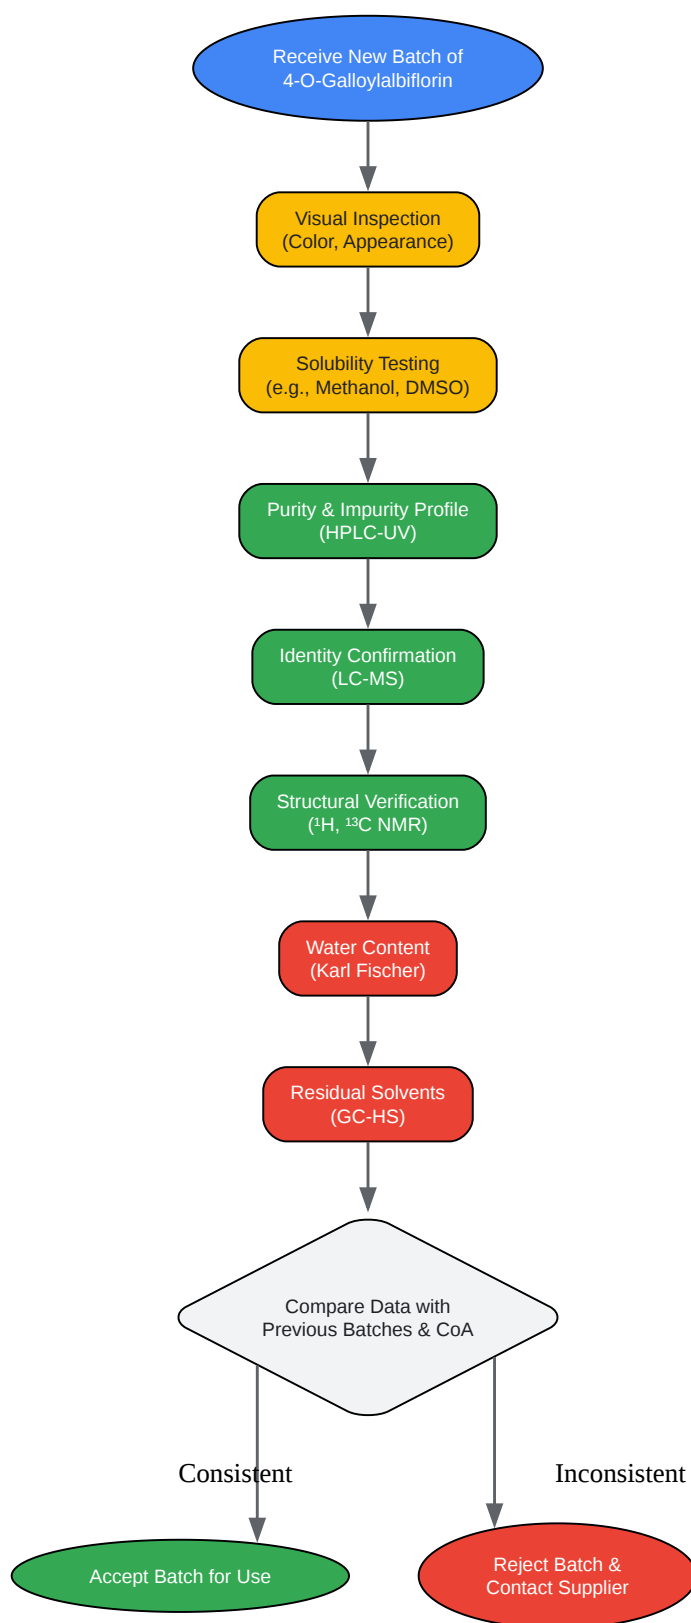 Receive New Batch of
4-O-Galloylalbiflorin
Visual Inspection
(Color, Appearance)
Solubility Testing
(e.g., Methanol, DMSO)
Purity & Impurity Profile
(HPLC-UV)
Identity Confirmation
(LC-MS)
Structural Verification
(¹H, ¹³C NMR)
Water Content
(Karl Fischer)
Residual Solvents
(GC-HS)
Compare Data with
Previous Batches & CoA
Consistent
Inconsistent
Accept Batch for Use
Reject Batch &
Contact Supplier